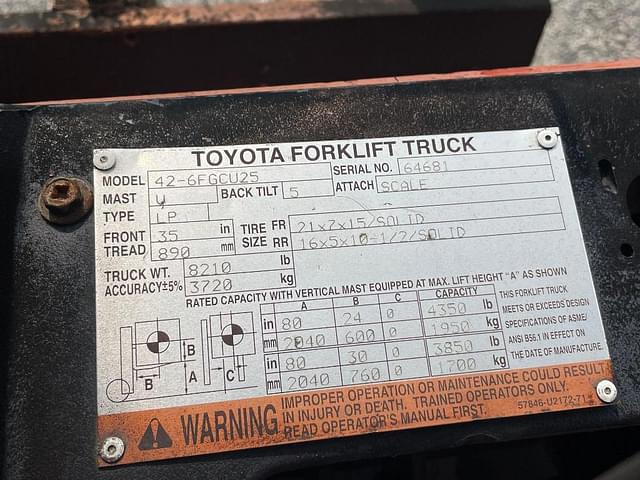 TOYOTA FORKLIFT TRUCK
MODEL 42-6FGCU25 SERIAL NO. 64681
MAST V BACK TILT 5 ATTACH SCALE
TYPE LP
FRONT TREAD 35 in 890 mm
TIRE SIZE FR 21x7x15/SOLID
RR 16x5x10-1/2/SOLID
TRUCK WT. 8210 lb
ACCURACY±5% 3720 kg
RATED CAPACITY WITH VERTICAL MAST EQUIPPED AT MAX. LIFT HEIGHT "A" AS SHOWN
A B C CAPACITY
in 80 24 0 4350 lb
mm 2040 600 0 1950 kg
in 80 30 0 3850 lb
mm 2040 760 0 1700 kg
THIS FORKLIFT TRUCK
MEETS OR EXCEEDS DESIGN
SPECIFICATIONS OF ASME/
ANSI B56.1 IN EFFECT ON
THE DATE OF MANUFACTURE.
B
B
A
C
WARNING
IMPROPER OPERATION OR MAINTENANCE COULD RESULT
IN INJURY OR DEATH. TRAINED OPERATORS ONLY.
READ OPERATOR'S MANUAL FIRST.
57846-U2172-71